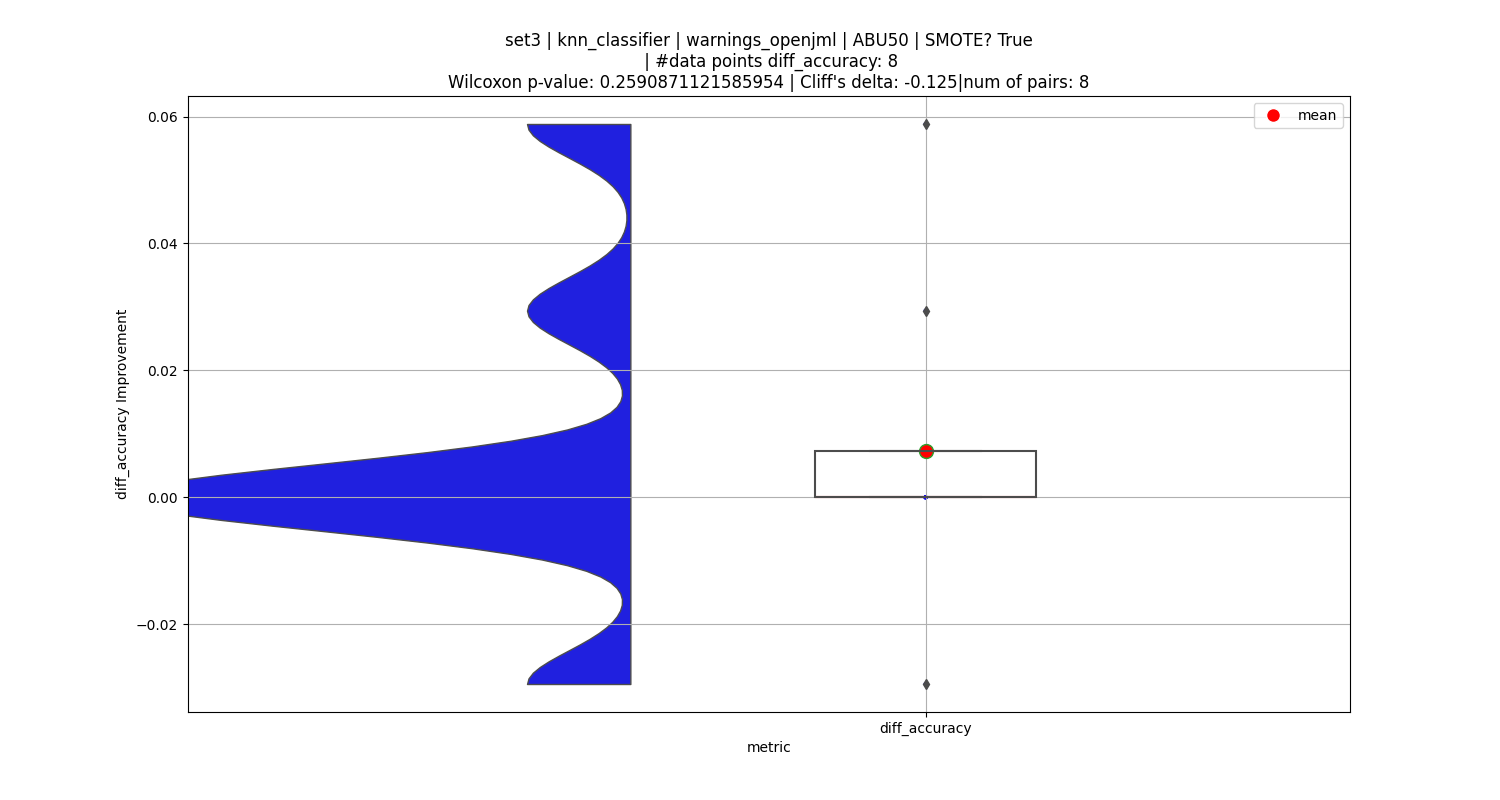 set3 | knn_classifier | warnings_openjml | ABU50 | SMOTE? True
| #data points diff_accuracy: 8
Wilcoxon p-value: 0.2590871121585954 | Cliff's delta: -0.125|num of pairs: 8
mean
0.06
0.04
0.02
0.00
−0.02
diff_accuracy Improvement
diff_accuracy
metric